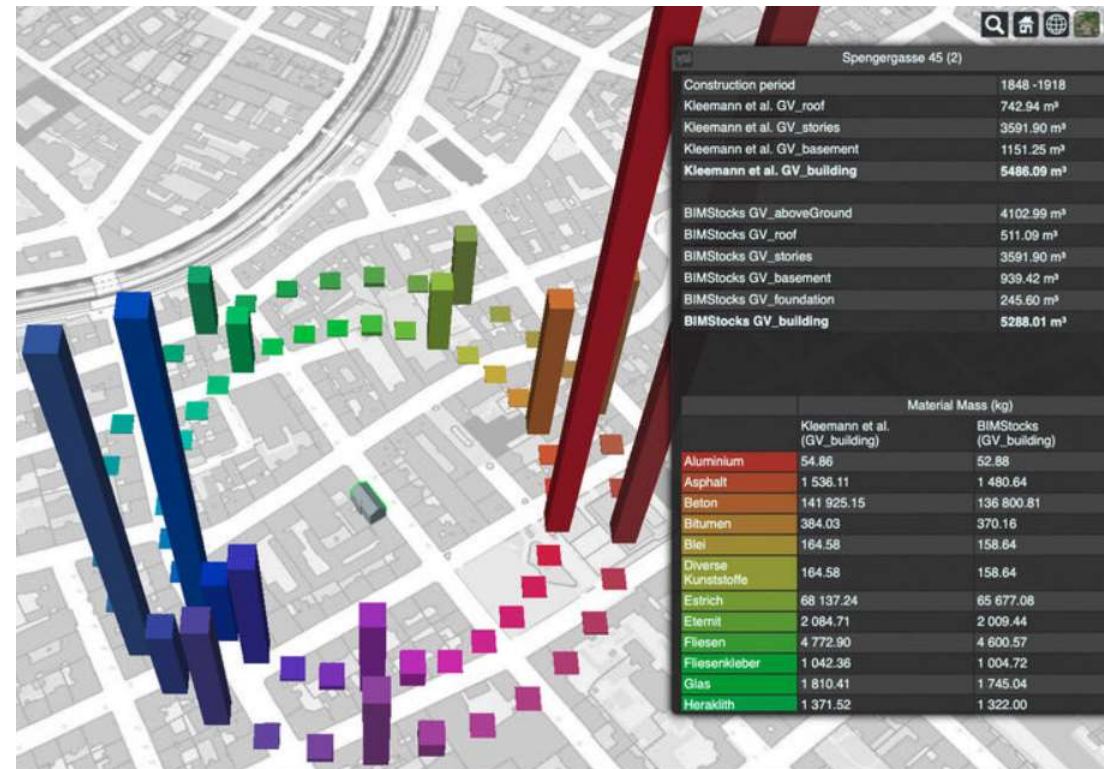 Spengergasse 45 (2)
Construction period 1848 -1918
Kleemann et al. GV_roof 742.94 m³
Kleemann et al. GV_stories 3591.90 m³
Kleemann et al. GV_basement 1151.25 m³
Kleemann et al. GV_building 5486.09 m³
BIMStocks GV_aboveGround 4102.99 m³
BIMStocks GV_roof 511.09 m³
BIMStocks GV_stories 3591.90 m³
BIMStocks GV_basement 939.42 m³
BIMStocks GV_foundation 245.60 m³
BIMStocks GV_building 5288.01 m³
Material Mass (kg)
Kleemann et al. BIMStocks
(GV_building) (GV_building)
Aluminium 54.86 52.88
Asphalt 1 536.11 1 480.64
Beton 141 925.15 136 800.81
Bitumen 384.03 370.16
Blei 164.58 158.64
Diverse
Kunststoffe 164.58 158.64
Estrich 68 137.24 65 677.08
Eternit 2 084.71 2 009.44
Fliesen 4 772.90 4 600.57
Fliesenkleber 1 042.36 1 004.72
Glas 1 810.41 1 745.04
Heraklith 1 371.52 1 322.00